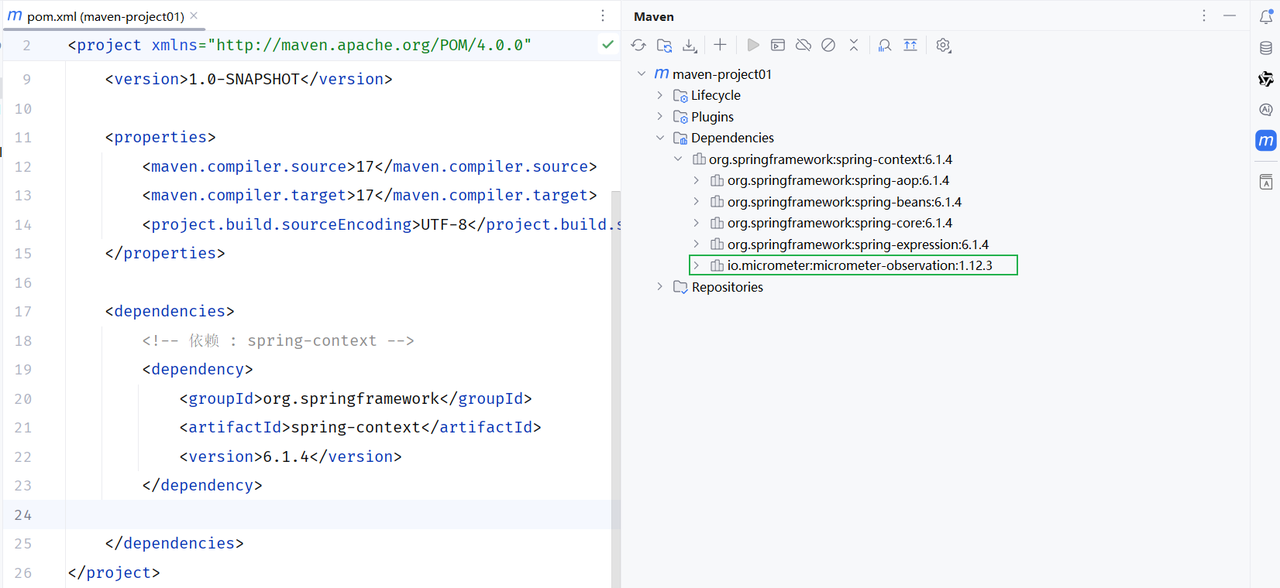 pom.xml (maven-project01)
2 <project xmlns="http://maven.apache.org/POM/4.0.0"
9 <version>1.0-SNAPSHOT</version>
10
11 <properties>
12 <maven.compiler.source>17</maven.compiler.source>
13 <maven.compiler.target>17</maven.compiler.target>
14 <project.build.sourceEncoding>UTF-8</project.build.s
15 </properties>
16
17 <dependencies>
18 <!-- 依赖 : spring-context -->
19 <dependency>
20 <groupId>org.springframework</groupId>
21 <artifactId>spring-context</artifactId>
22 <version>6.1.4</version>
23 </dependency>
24
25 </dependencies>
26 </project>
Maven
maven-project01
Lifecycle
Plugins
Dependencies
org.springframework:spring-context:6.1.4
org.springframework:spring-aop:6.1.4
org.springframework:spring-beans:6.1.4
org.springframework:spring-core:6.1.4
org.springframework:spring-expression:6.1.4
io.micrometer:micrometer-observation:1.12.3
Repositories